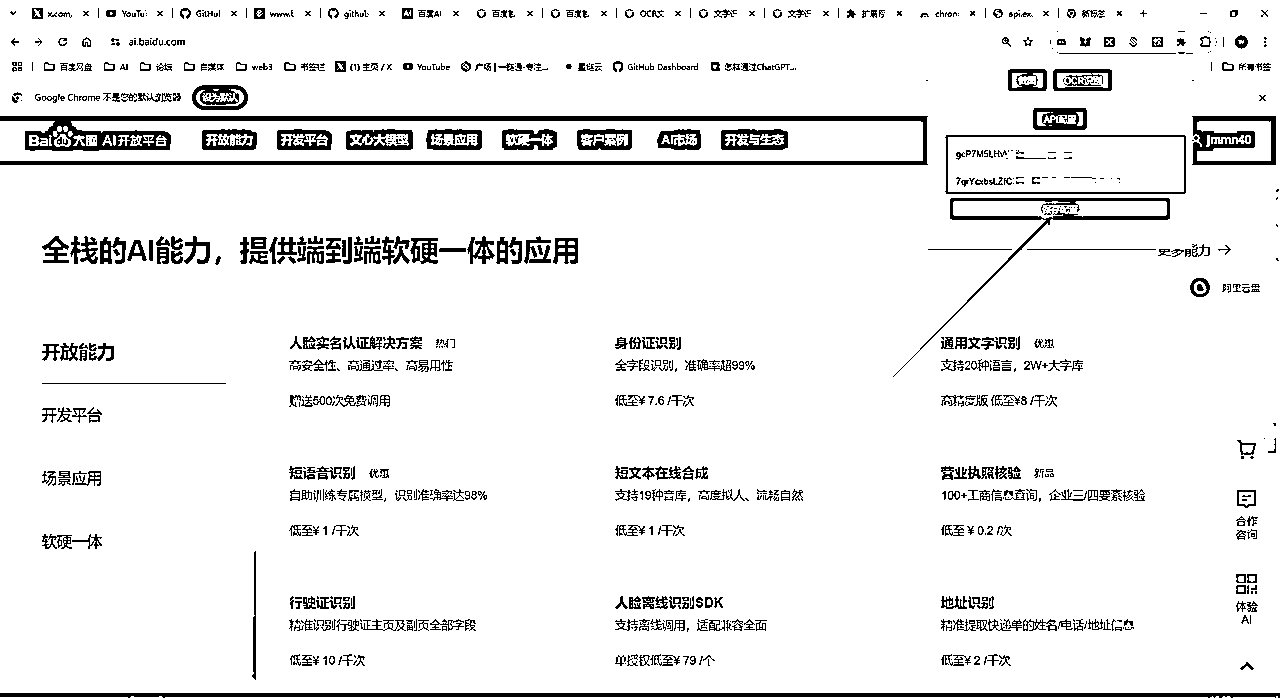 x.com, YouTu GitHul www.t github 百度AI 百度 百度 OCR文 文字识 文字识 扩展程 chron api.ex 新标签
ai.baidu.com
百度网盘 AI 论坛 自媒体 web3 书签栏 (1) 主页 / X YouTube 广场 | 一键通-专注... 星链云 GitHub Dashboard 怎样通过ChatGPT... 所有书签
Google Chrome 不是您的默认浏览器 设为默认
OCR识别
API配置
Bai 大脑 AI开放平台 开放能力 开发平台 文心大模型 场景应用 软硬一体 客户案例 AI市场 开发与生态 jmmn40
gcP7M5LHV
全栈的AI能力，提供端到端软硬一体的应用
更多能力 →
阿里云盘
开放能力
开发平台
场景应用
软硬一体
人脸实名认证解决方案 热门
高安全性、高通过率、高易用性
赠送500次免费调用
身份证识别
全字段识别，准确率超99%
低至¥ 7.6 /千次
通用文字识别 优惠
支持20种语言，2W+大字库
高精度版 低至¥8 /千次
短语音识别 优惠
自助训练专属模型，识别准确率达98%
低至¥ 1 /千次
短文本在线合成
支持19种音库，高度拟人、流畅自然
低至¥ 1 /千次
营业执照核验 新品
100+工商信息查询，企业三/四要素核验
低至 ¥ 0.2 /次
行驶证识别
精准识别行驶证主页及副页全部字段
低至¥ 10 /千次
人脸离线识别SDK
支持离线调用，适配兼容全面
单授权低至¥ 79 /个
地址识别
精准提取快递单的姓名/电话/地址信息
低至¥ 2 /千次
合作
咨询
体验
AI